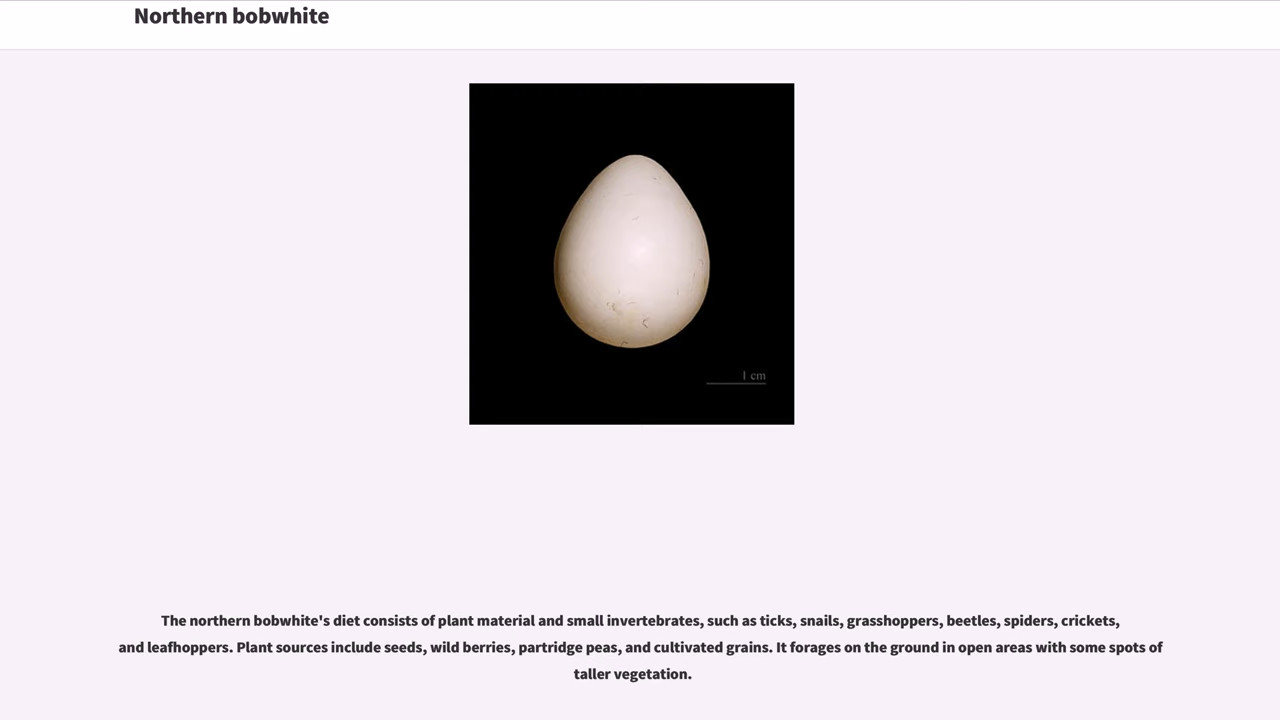 Northern bobwhite
1 cm
The northern bobwhite's diet consists of plant material and small invertebrates, such as ticks, snails, grasshoppers, beetles, spiders, crickets,
and leafhoppers. Plant sources include seeds, wild berries, partridge peas, and cultivated grains. It forages on the ground in open areas with some spots of
taller vegetation.